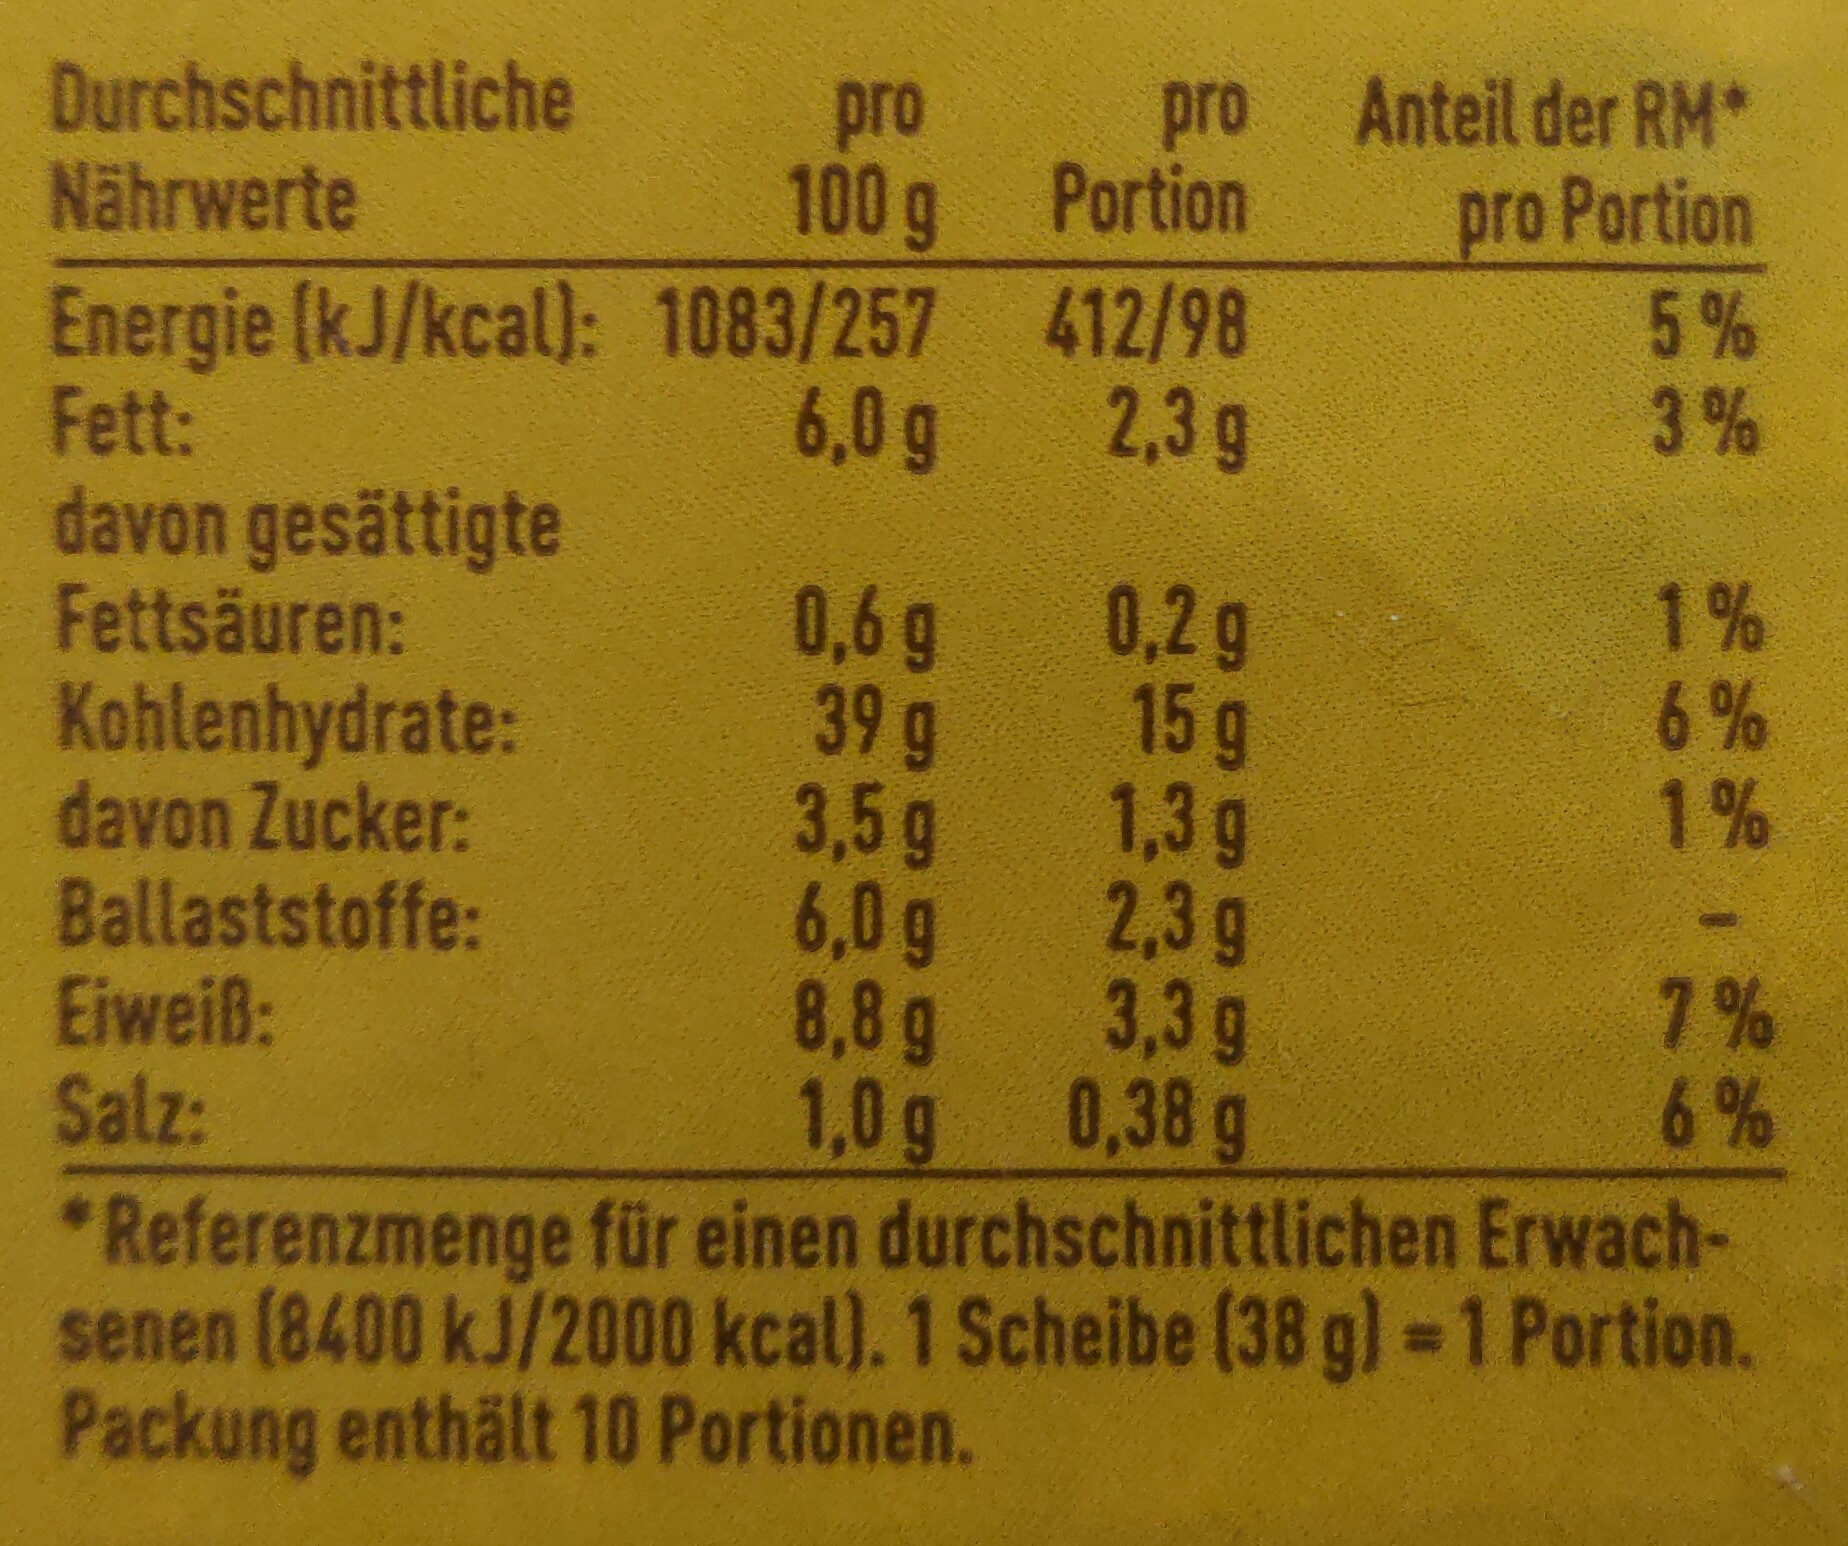 Durchschnittliche pro pro Anteil der RM*
Nährwerte 100 g Portion pro Portion
Energie (kJ/kcal): 1083/257 412/98 5 %
Fett: 6,0 g 2,3 g 3 %
davon gesättigte
Fettsäuren: 0,6 g 0,2 g 1 %
Kohlenhydrate: 39 g 15 g 6 %
davon Zucker: 3,5 g 1,3 g 1 %
Ballaststoffe: 6,0 g 2,3 g –
Eiweiß: 8,8 g 3,3 g 7 %
Salz: 1,0 g 0,38 g 6 %
*Referenzmenge für einen durchschnittlichen Erwach-
senen (8400 kJ/2000 kcal). 1 Scheibe (38 g) = 1 Portion.
Packung enthält 10 Portionen.